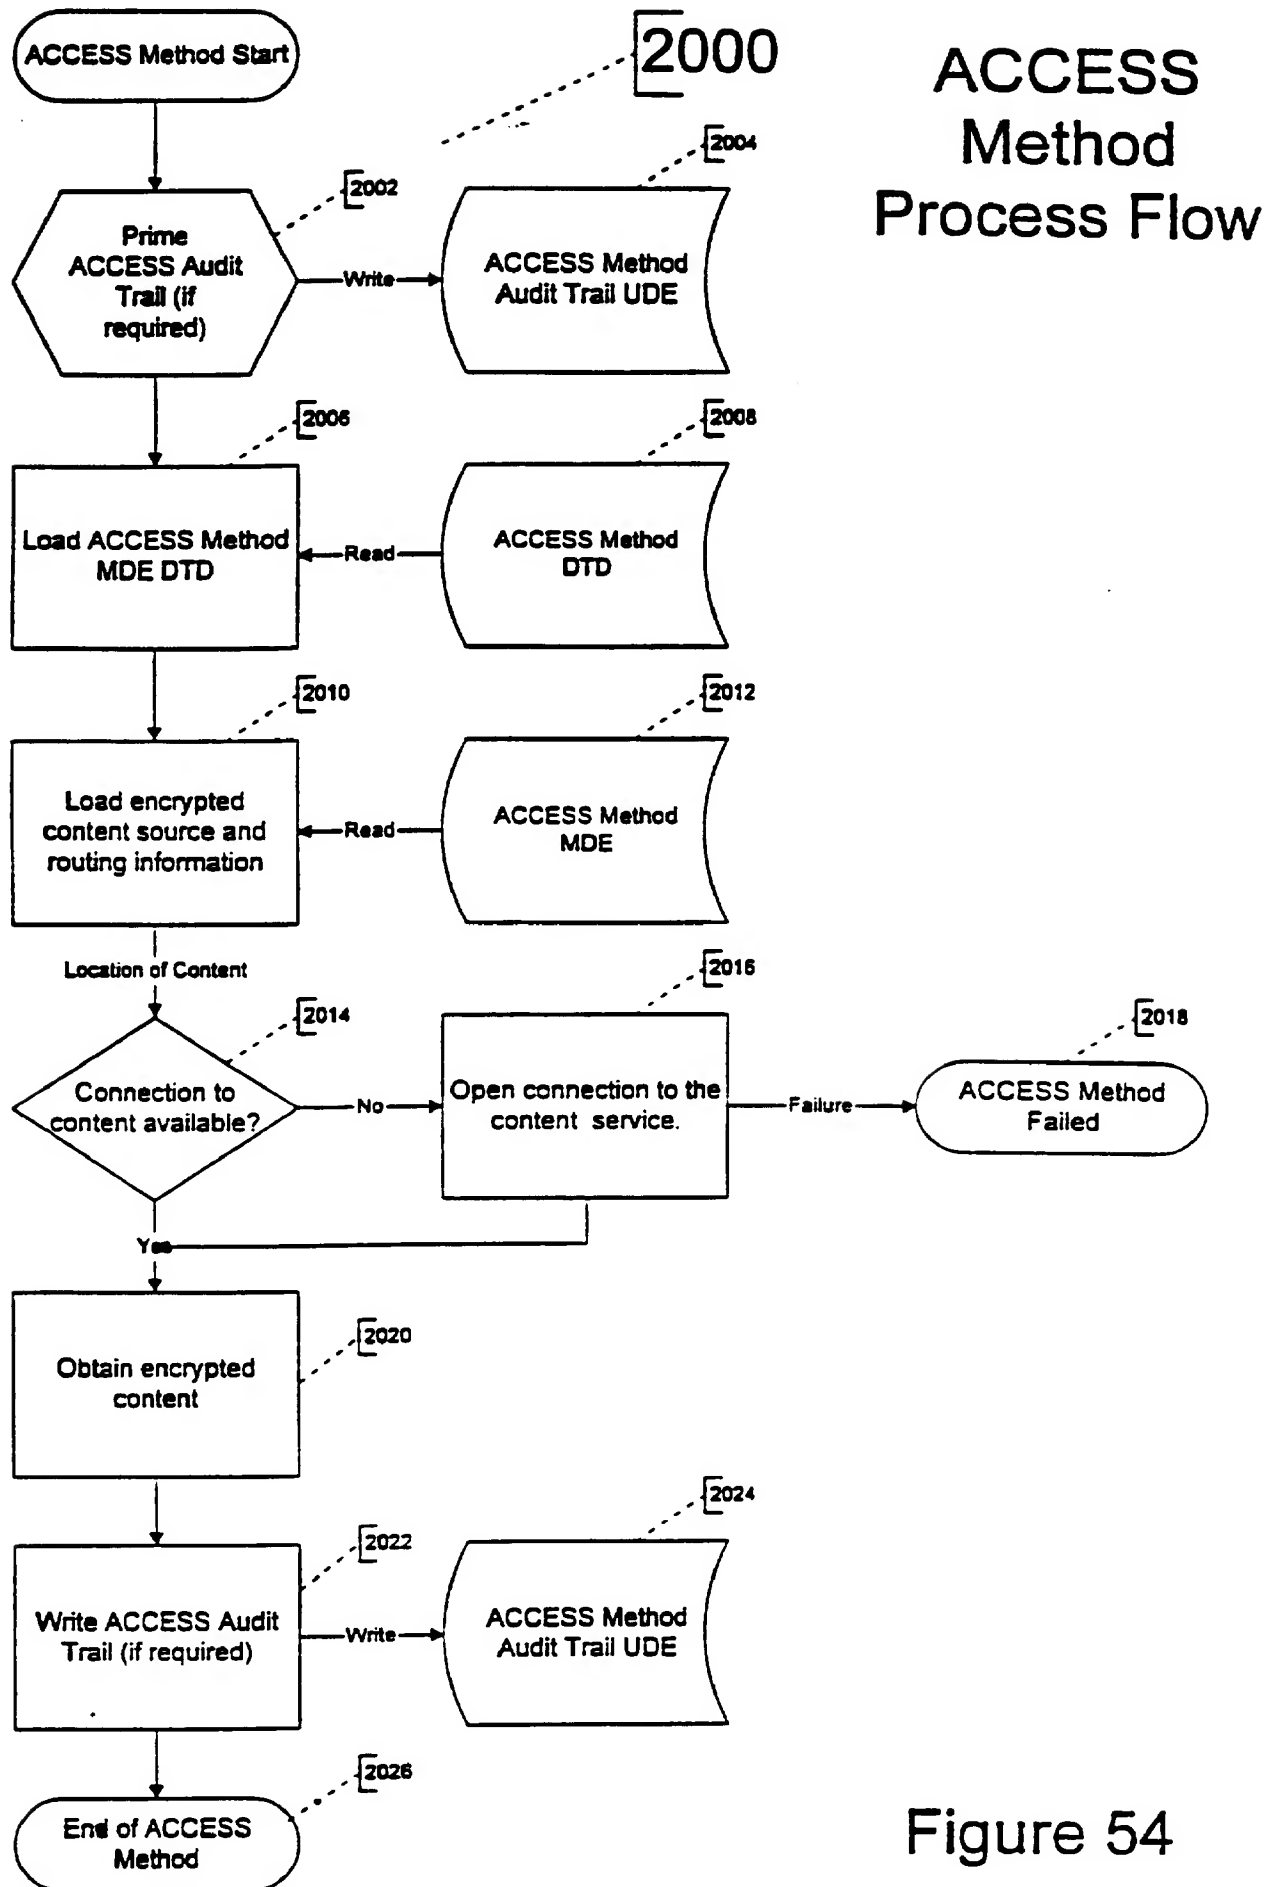 ACCESS Method Start
2000
ACCESS
Method
Process Flow
2002
2004
Prime
ACCESS Audit
Trail (if
required)
Write
ACCESS Method
Audit Trail UDE
2006
2008
Load ACCESS Method
MDE DTD
Read
ACCESS Method
DTD
2010
2012
Load encrypted
content source and
routing information
Read
ACCESS Method
MDE
Location of Content
2014
2016
2018
Connection to
content available?
No
Open connection to the
content service.
Failure
ACCESS Method
Failed
Yes
2020
Obtain encrypted
content
2022
2024
Write ACCESS Audit
Trail (if required)
Write
ACCESS Method
Audit Trail UDE
2026
End of ACCESS
Method
Figure 54